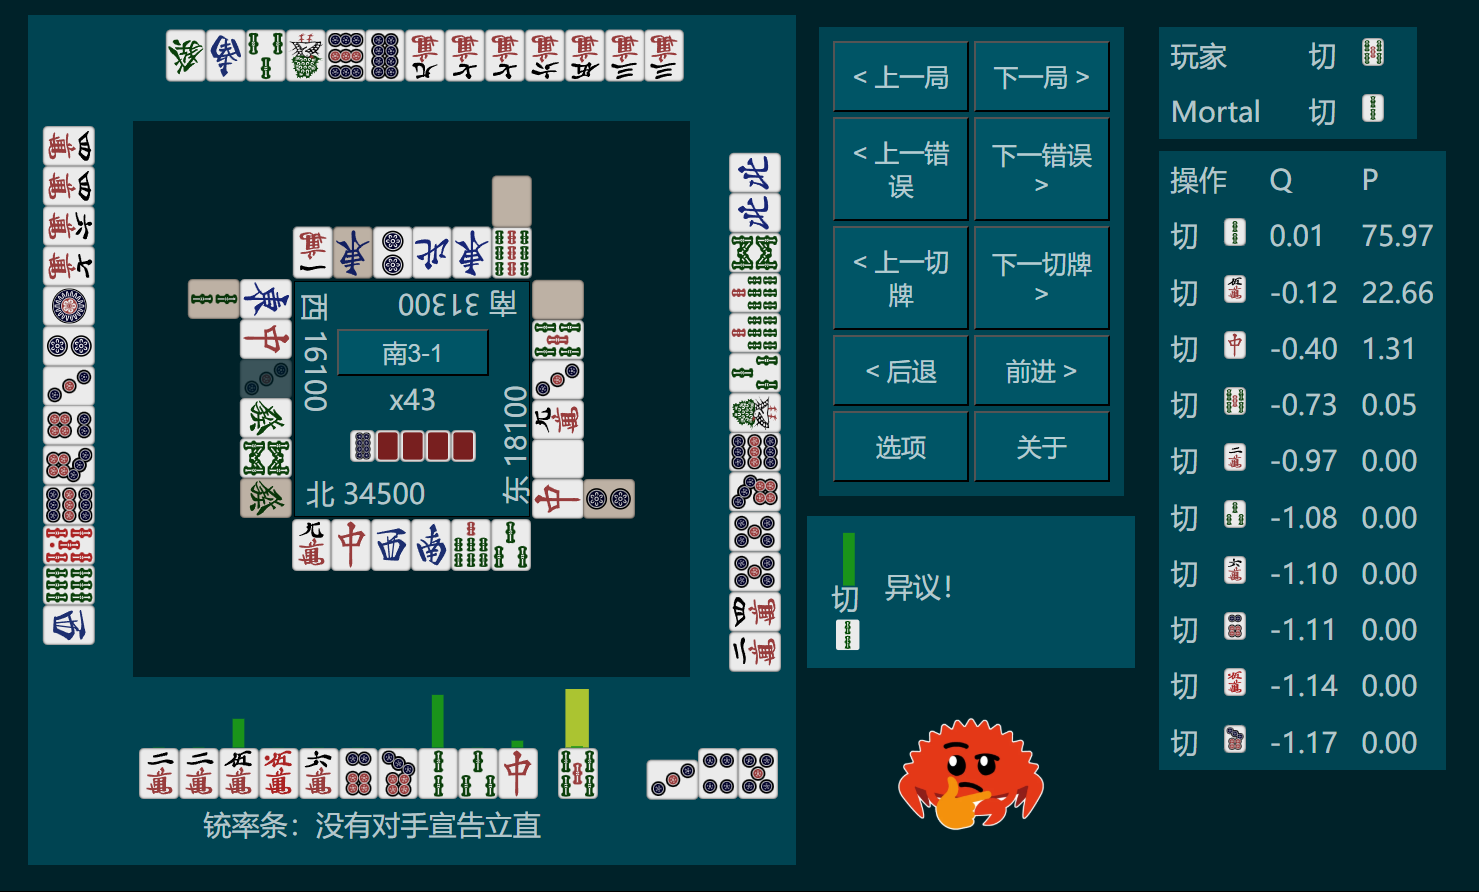 < 上一局
下一局 >
< 上一错
误
下一错误
>
< 上一切
牌
下一切牌
>
< 后退
前进 >
选项
关于
玩家 切
Mortal 切
操作 Q P
切 0.01 75.97
切 -0.12 22.66
切 -0.40 1.31
切 -0.73 0.05
切 -0.97 0.00
切 -1.08 0.00
切 -1.10 0.00
切 -1.11 0.00
切 -1.14 0.00
切 -1.17 0.00
南 31300
西 16100
南3-1
x43
东 18100
北 34500
切
异议!
铳率条：没有对手宣告立直